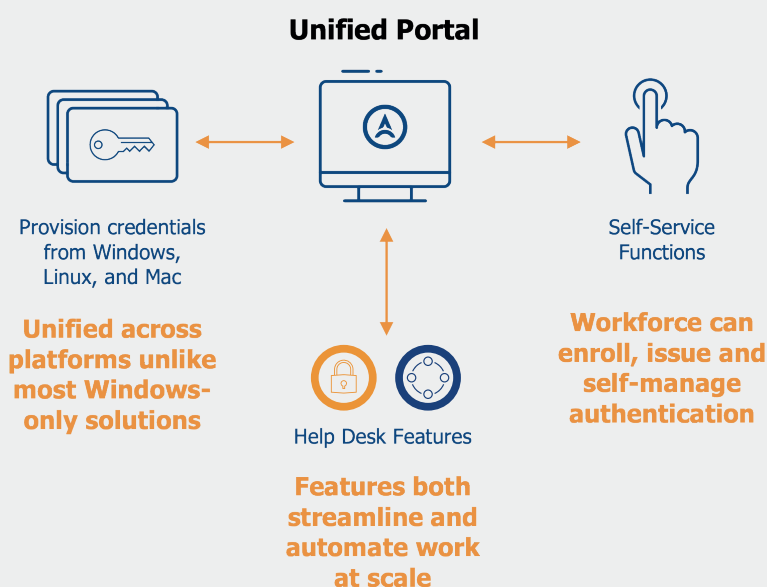 Unified Portal
Provision credentials
from Windows,
Linux, and Mac
Unified across
platforms unlike
most Windows-
only solutions
Self-Service
Functions
Workforce can
enroll, issue and
self-manage
authentication
Help Desk Features
Features both
streamline and
automate work
at scale